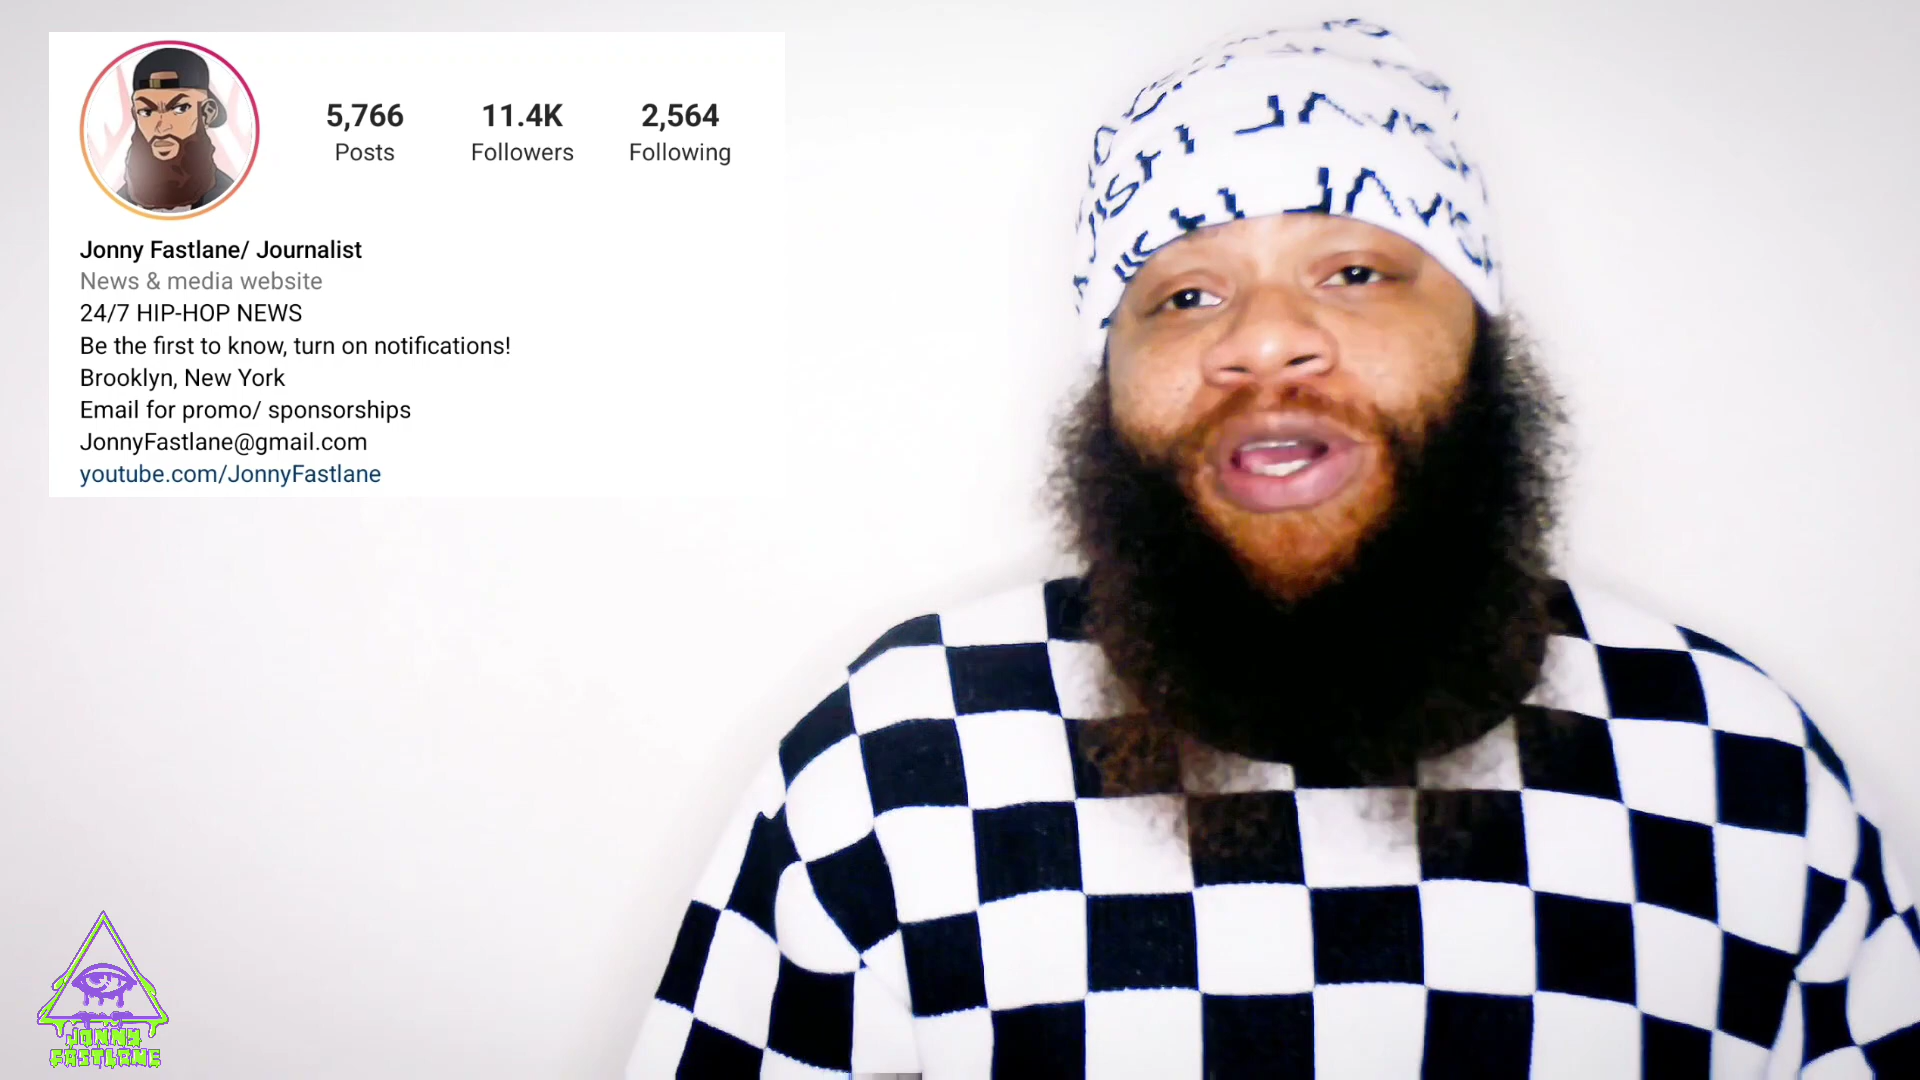 5,766 11.4K 2,564
Posts Followers Following
Jonny Fastlane/ Journalist
News & media website
24/7 HIP-HOP NEWS
Be the first to know, turn on notifications!
Brooklyn, New York
Email for promo/ sponsorships
JonnyFastlane@gmail.com
youtube.com/JonnyFastlane
JONNY
FASTLANE